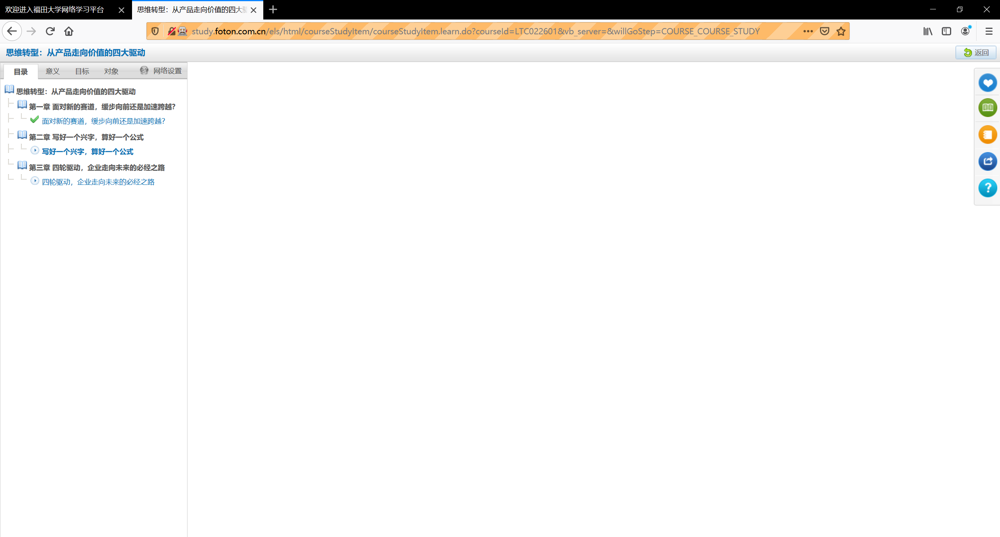 欢迎进入福田大学网络学习平台
思维转型：从产品走向价值的四大驱
study.foton.com.cn/els/html/courseStudyItem/courseStudyItem.learn.do?courseId=LTC022601&vb_server=&willGoStep=COURSE_COURSE_STUDY
思维转型：从产品走向价值的四大驱动
返回
目录 意义 目标 对象 网络设置
思维转型：从产品走向价值的四大驱动
第一章 面对新的赛道，缓步向前还是加速跨越？
面对新的赛道，缓步向前还是加速跨越？
第二章 写好一个兴字，算好一个公式
写好一个兴字，算好一个公式
第三章 四轮驱动，企业走向未来的必经之路
四轮驱动，企业走向未来的必经之路